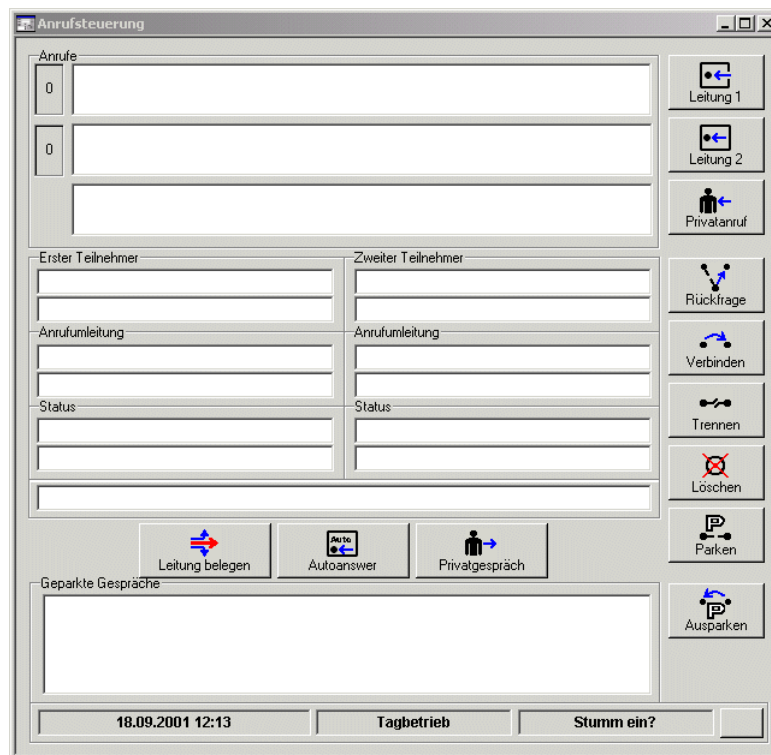 Anrufsteuerung
Anrufe
0
Leitung 1
0
Leitung 2
Privatanruf
Erster Teilnehmer
Zweiter Teilnehmer
Rückfrage
Anrufumleitung
Anrufumleitung
Verbinden
Status
Status
Trennen
Löschen
Leitung belegen
Auto
Autoanswer
Privatgespräch
P
Parken
Geparkte Gespräche
P
Ausparken
18.09.2001 12:13
Tagbetrieb
Stumm ein?